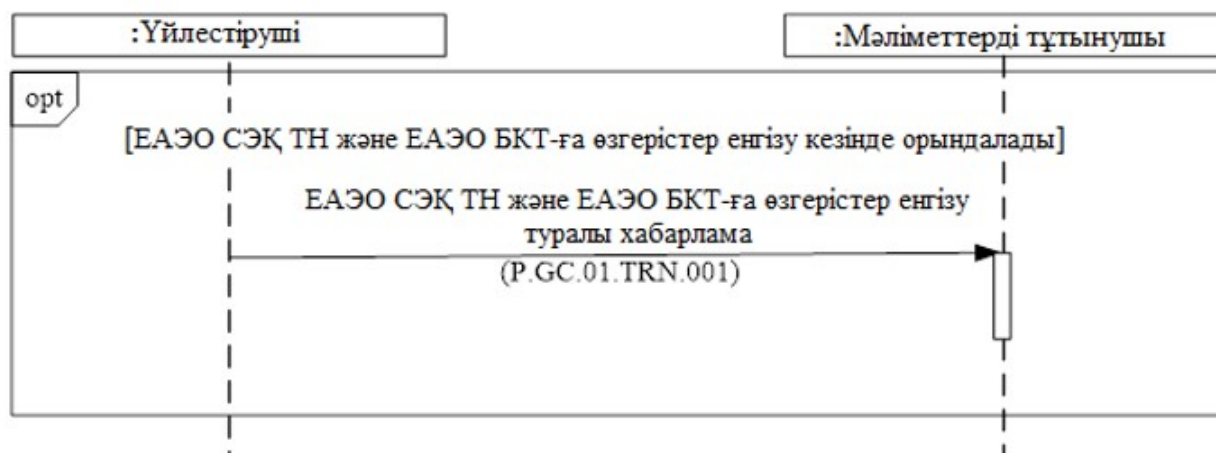 :Үйлестіруші
:Мәліметтерді тұтынушы
opt
[ЕАЭО СЭҚ ТН және ЕАЭО БКТ-ға өзгерістер енгізу кезінде орындалады]
ЕАЭО СЭҚ ТН және ЕАЭО БКТ-ға өзгерістер енгізу
туралы хабарлама
(P.GC.01.TRN.001)